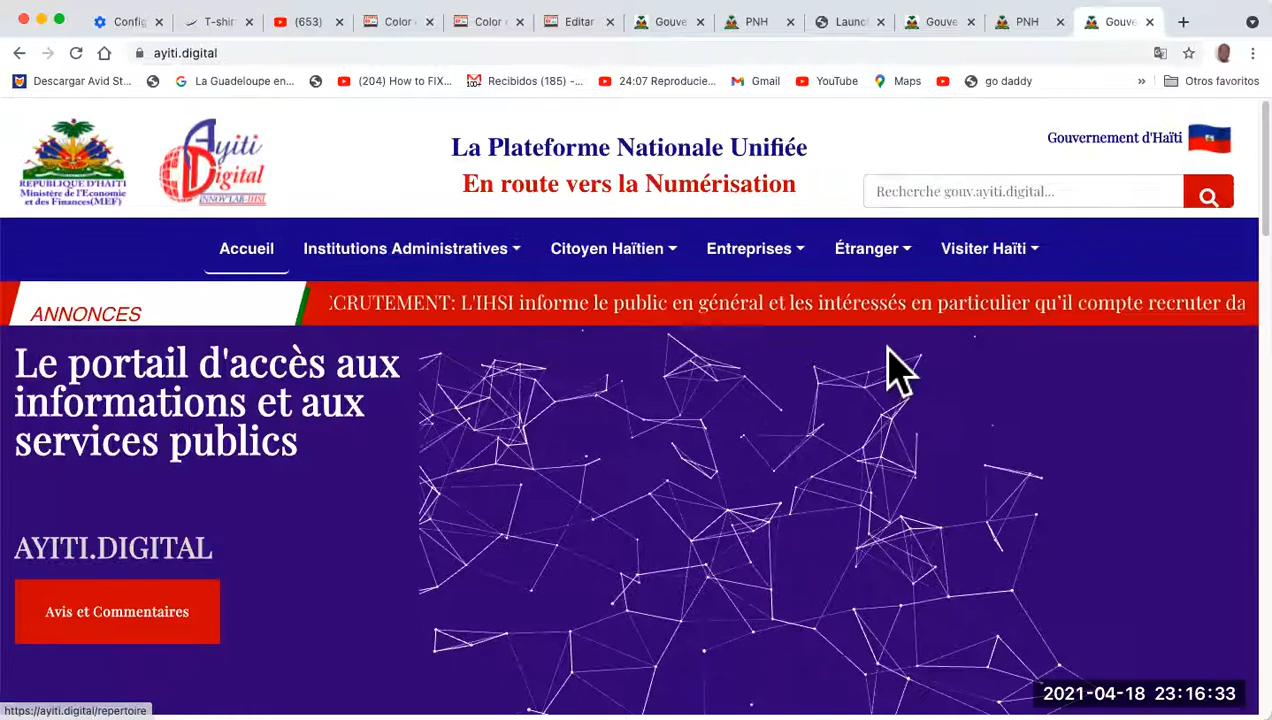 Config
T-shir
(653)
Color
Color
Editar
Gouve
PNH
Launc
Gouve
PNH
Gouve
ayiti.digital
Descargar Avid St...
La Guadeloupe en...
(204) How to FIX...
Recibidos (185) -...
24:07 Reproducie...
Gmail
YouTube
Maps
go daddy
»
Otros favoritos
REPUBLIQUE D'HAITI
Ministère de l'Economie
et des Finances(MEF)
Ayiti
Digital
INNOV'LAB-IHSI
La Plateforme Nationale Unifiée
En route vers la Numérisation
Gouvernement d'Haïti
Recherche gouv.ayiti.digital...
Accueil
Institutions Administratives
Citoyen Haïtien
Entreprises
Étranger
Visiter Haïti
ANNONCES
CRUTEMENT: L'IHSI informe le public en général et les intéressés en particulier qu'il compte recruter da
Le portail d'accès aux
informations et aux
services publics
AYITI.DIGITAL
Avis et Commentaires
https://ayiti.digital/repertoire
2021-04-18 23:16:33